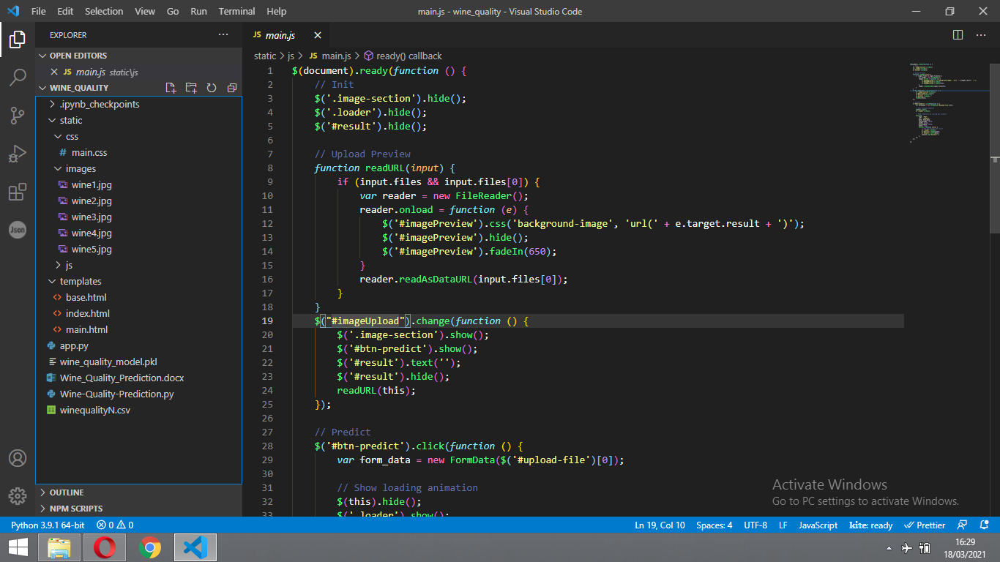 File Edit Selection View Go Run Terminal Help
main.js - wine_quality - Visual Studio Code
EXPLORER
OPEN EDITORS
JS main.js static\js
WINE_QUALITY
.ipynb_checkpoints
static
css
# main.css
images
wine1.jpg
wine2.jpg
wine3.jpg
wine4.jpg
wine5.jpg
js
templates
<> base.html
<> index.html
<> main.html
app.py
wine_quality_model.pkl
Wine_Quality_Prediction.docx
Wine-Quality-Prediction.py
winequalityN.csv
OUTLINE
NPM SCRIPTS
Json
JS main.js
static > js > JS main.js > ready() callback
1 $(document).ready(function () {
2 // Init
3 $('.image-section').hide();
4 $('.loader').hide();
5 $('#result').hide();
6
7 // Upload Preview
8 function readURL(input) {
9 if (input.files && input.files[0]) {
10 var reader = new FileReader();
11 reader.onload = function (e) {
12 $('#imagePreview').css('background-image', 'url(' + e.target.result + ')');
13 $('#imagePreview').hide();
14 $('#imagePreview').fadeIn(650);
15 }
16 reader.readAsDataURL(input.files[0]);
17 }
18 }
19 $("#imageUpload").change(function () {
20 $('.image-section').show();
21 $('#btn-predict').show();
22 $('#result').text('');
23 $('#result').hide();
24 readURL(this);
25 });
26
27 // Predict
28 $('#btn-predict').click(function () {
29 var form_data = new FormData($('#upload-file')[0]);
30
31 // Show loading animation
32 $(this).hide();
33 $('.loader').show();
Activate Windows
Go to PC settings to activate Windows.
Python 3.9.1 64-bit 0 0 Ln 19, Col 10 Spaces: 4 UTF-8 LF JavaScript kite: ready Prettier
16:29
18/03/2021